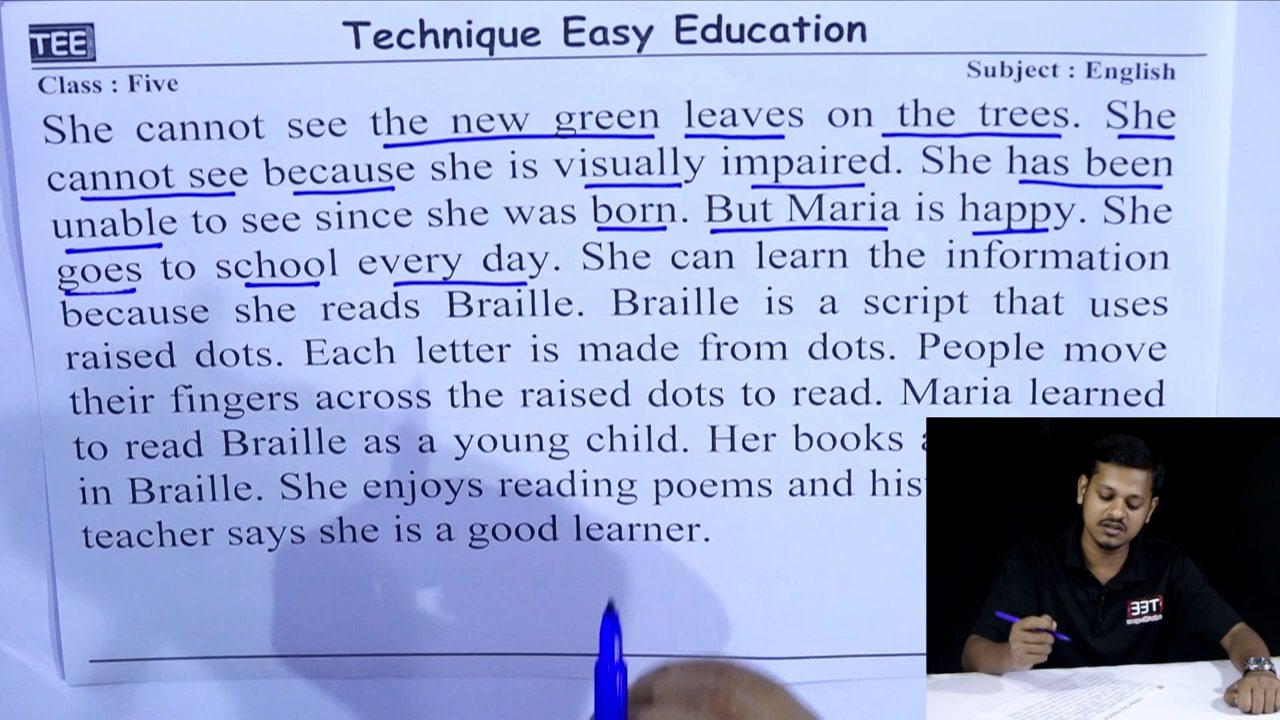 TEE
Technique Easy Education
Class : Five
Subject : English
She cannot see the new green leaves on the trees. She
cannot see because she is visually impaired. She has been
unable to see since she was born. But Maria is happy. She
goes to school every day. She can learn the information
because she reads Braille. Braille is a script that uses
raised dots. Each letter is made from dots. People move
their fingers across the raised dots to read. Maria learned
to read Braille as a young child. Her books
in Braille. She enjoys reading poems and
teacher says she is a good learner.